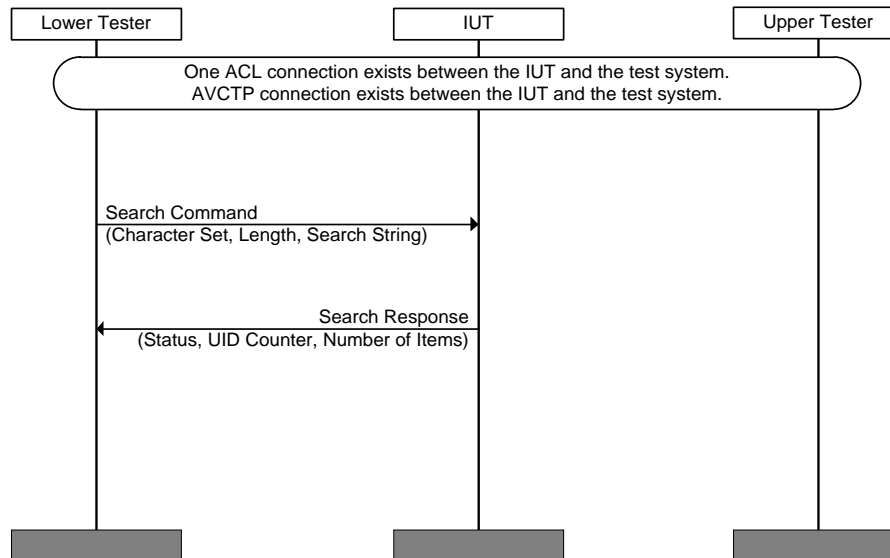 Lower Tester
IUT
Upper Tester
One ACL connection exists between the IUT and the test system.
AVCTP connection exists between the IUT and the test system.
Search Command
(Character Set, Length, Search String)
Search Response
(Status, UID Counter, Number of Items)